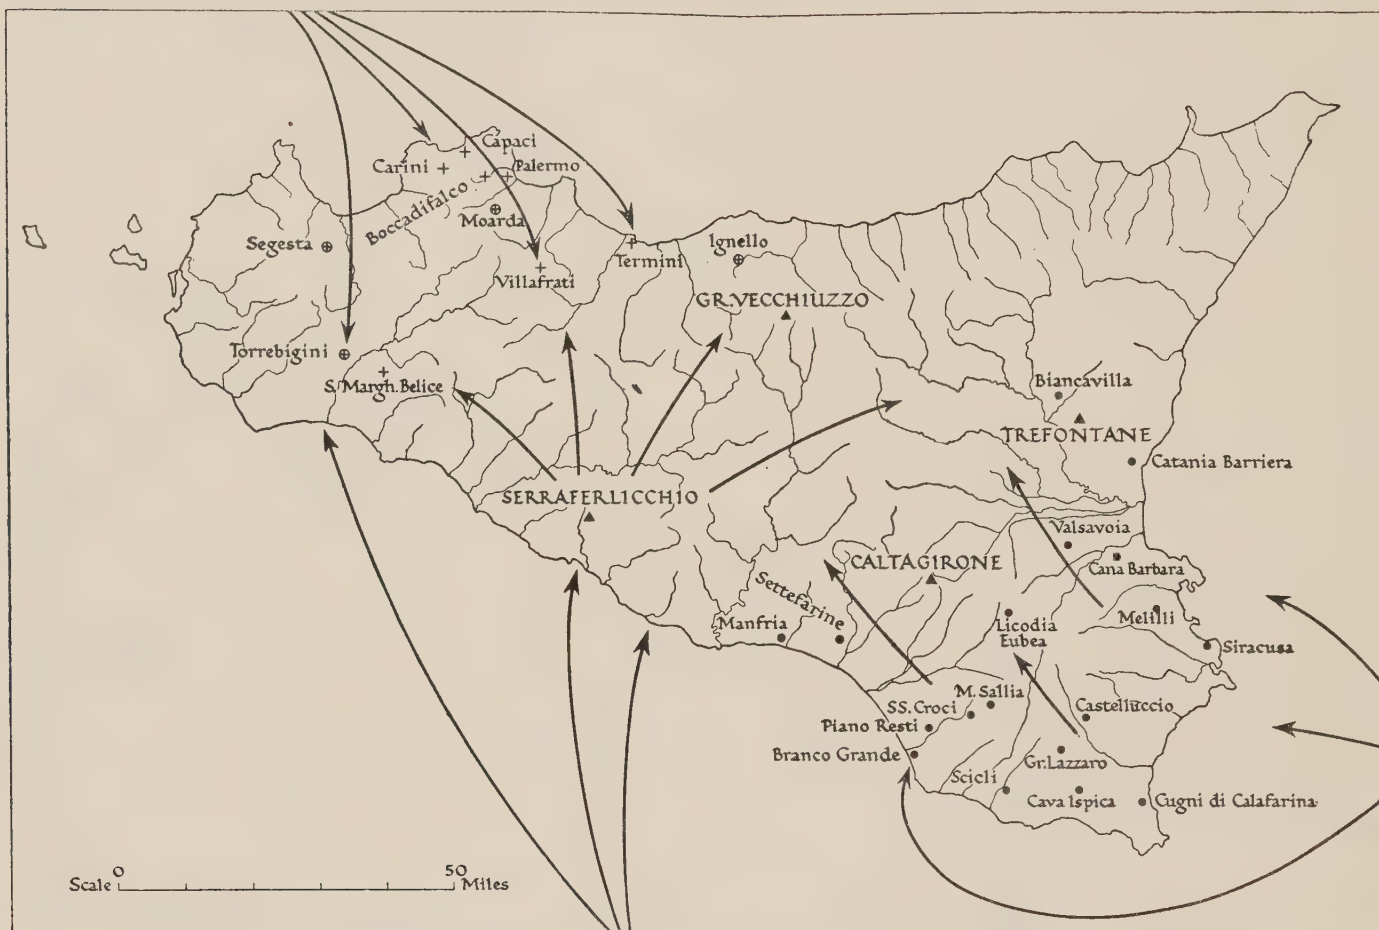 Capaci
Carini
Palermo
Boccadifalco
Moarda
Segesta
Ignello
Termini
Villafrati
GR. VECCHIUZZO
Torrebigini
S. Margh. Belice
Biancavilla
TREFONTANE
Catania Barriera
SERRAFERLICCHIO
Valsavoia
CALTAGIRONE
Cana Barbara
Settefarine
Manfria
Licodia
Eubea
Melilli
Siracusa
M. Sallia
SS. Croci
Castelluccio
Piano Resti
Branco Grande
Gr. Lazzaro
Scicli
Cava Ispica
Cugni di Calafarina
0 50
Scale Miles